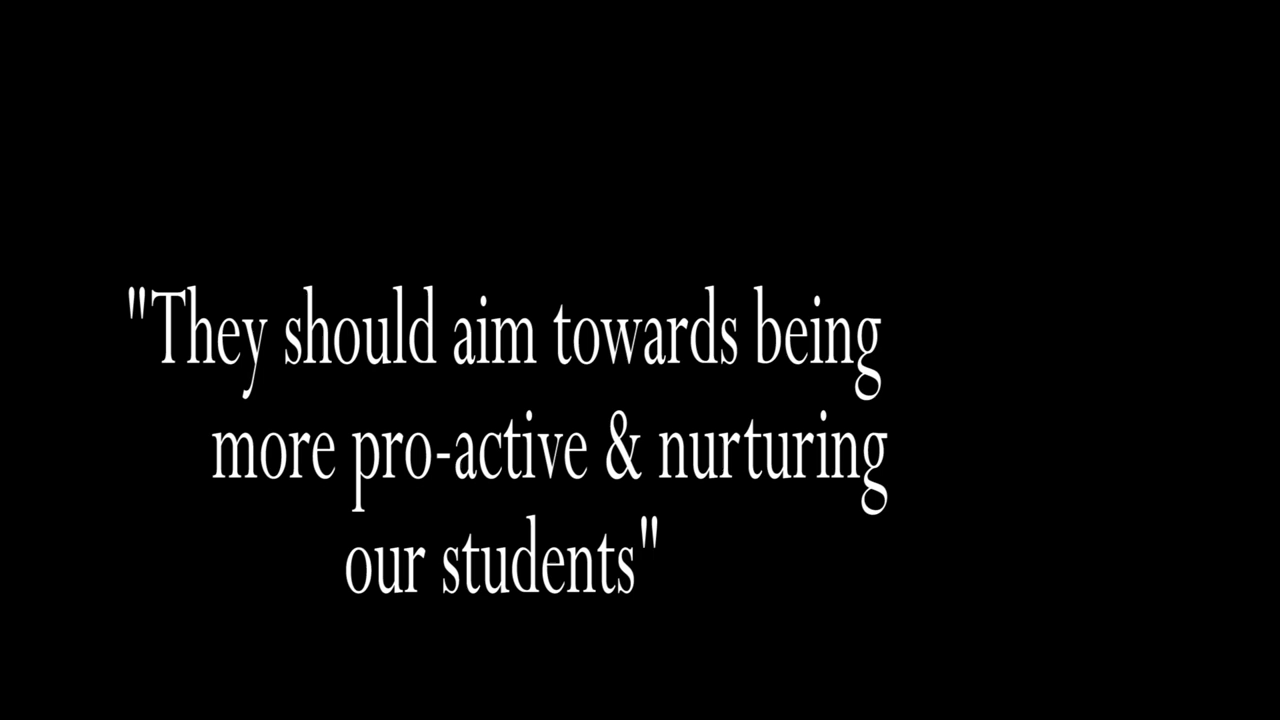 "They should aim towards being
more pro-active & nurturing
our students"